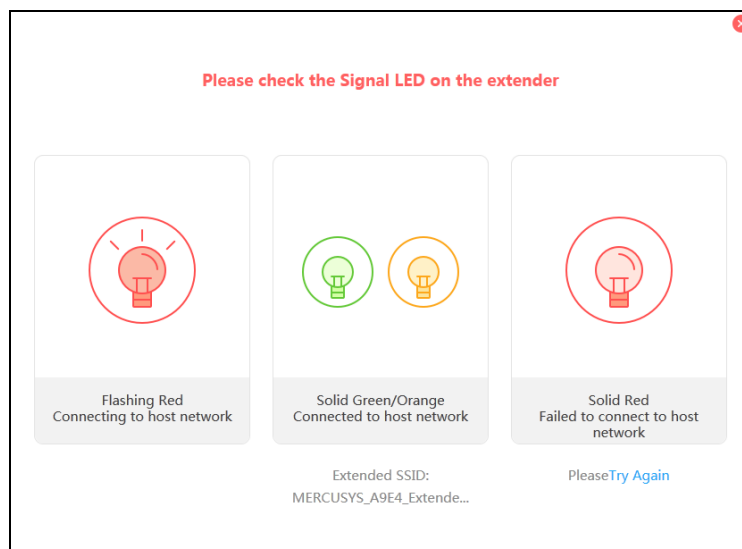 Please check the Signal LED on the extender
Flashing Red
Connecting to host network
Solid Green/Orange
Connected to host network
Solid Red
Failed to connect to host
network
Extended SSID:
MERCUSYS_A9E4_Extende...
PleaseTry Again